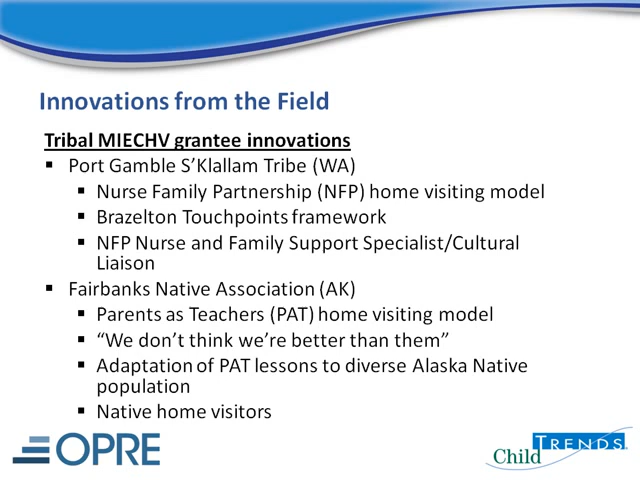 Innovations from the Field
Tribal MIECHV grantee innovations
▪ Port Gamble S’Klallam Tribe (WA)
▪ Nurse Family Partnership (NFP) home visiting model
▪ Brazelton Touchpoints framework
▪ NFP Nurse and Family Support Specialist/Cultural
Liaison
▪ Fairbanks Native Association (AK)
▪ Parents as Teachers (PAT) home visiting model
▪ “We don’t think we’re better than them”
▪ Adaptation of PAT lessons to diverse Alaska Native
population
▪ Native home visitors
OPRE
Child TRENDS